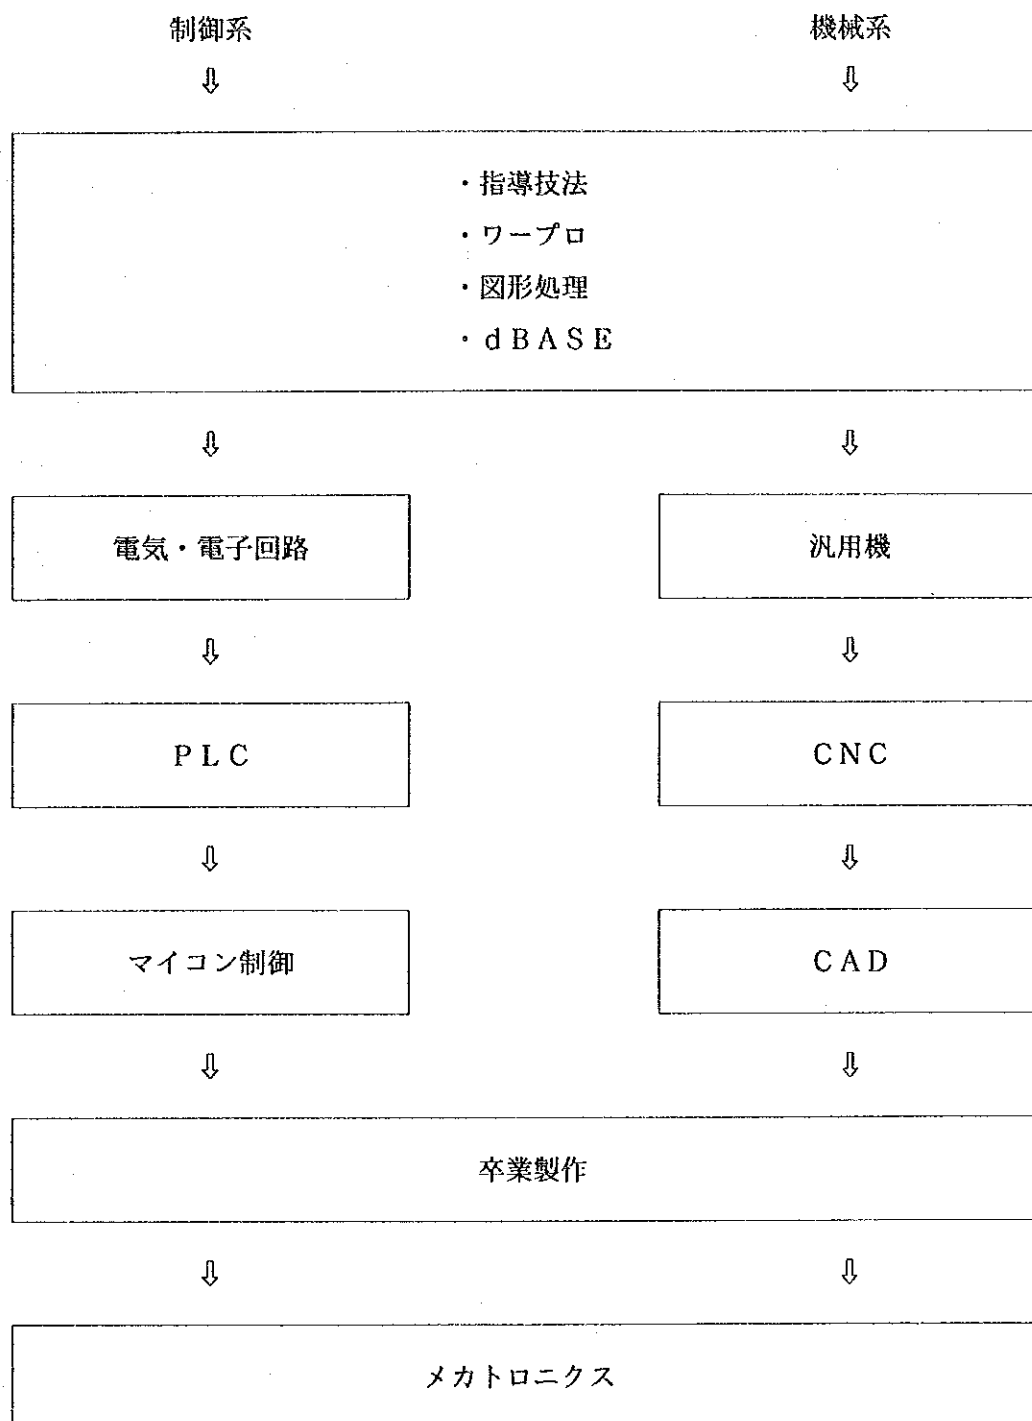 制御系
機械系
⇩
⇩
・指導技法
・ワープロ
・図形処理
・ｄＢＡＳＥ
⇩
⇩
電気・電子回路
汎用機
⇩
⇩
ＰＬＣ
ＣＮＣ
⇩
⇩
マイコン制御
ＣＡＤ
⇩
⇩
卒業製作
⇩
⇩
メカトロニクス